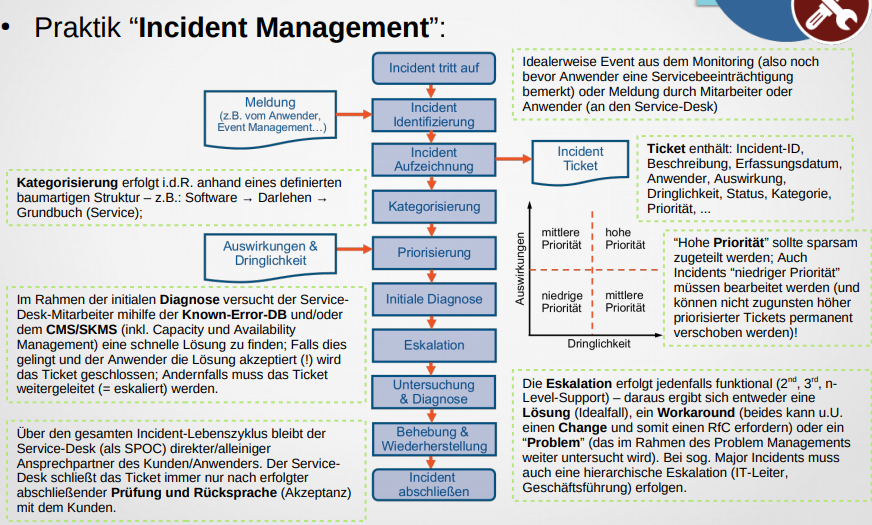 • Praktik “Incident Management”:
Incident tritt auf
Idealerweise Event aus dem Monitoring (also noch
bevor Anwender eine Servicebeeinträchtigung
bemerkt) oder Meldung durch Mitarbeiter oder
Anwender (an den Service-Desk)
Meldung
(z.B. vom Anwender,
Event Management…)
Incident
Identifizierung
Incident
Aufzeichnung
Incident
Ticket
Ticket enthält: Incident-ID,
Beschreibung, Erfassungsdatum,
Anwender, Auswirkung,
Dringlichkeit, Status, Kategorie,
Priorität, ...
Kategorisierung erfolgt i.d.R. anhand eines definierten
baumartigen Struktur – z.B.: Software → Darlehen →
Grundbuch (Service);
Kategorisierung
Auswirkungen &
Dringlichkeit
Priorisierung
Auswirkungen
mittlere
Priorität
hohe
Priorität
niedrige
Priorität
mittlere
Priorität
Dringlichkeit
“Hohe Priorität” sollte sparsam
zugeteilt werden; Auch
Incidents “niedriger Priorität”
müssen bearbeitet werden (und
können nicht zugunsten höher
priorisierter Tickets permanent
verschoben werden)!
Im Rahmen der initialen Diagnose versucht der Service-
Desk-Mitarbeiter mihilfe der Known-Error-DB und/oder
dem CMS/SKMS (inkl. Capacity und Availability
Management) eine schnelle Lösung zu finden; Falls dies
gelingt und der Anwender die Lösung akzeptiert (!) wird
das Ticket geschlossen; Andernfalls muss das Ticket
weitergeleitet (= eskaliert) werden.
Initiale Diagnose
Eskalation
Untersuchung
& Diagnose
Die Eskalation erfolgt jedenfalls funktional (2nd, 3rd, n-
Level-Support) – daraus ergibt sich entweder eine
Lösung (Idealfall), ein Workaround (beides kann u.U.
einen Change und somit einen RfC erfordern) oder ein
“Problem” (das im Rahmen des Problem Managements
weiter untersucht wird). Bei sog. Major Incidents muss
auch eine hierarchische Eskalation (IT-Leiter,
Geschäftsführung) erfolgen.
Über den gesamten Incident-Lebenszyklus bleibt der
Service-Desk (als SPOC) direkter/alleiniger
Ansprechpartner des Kunden/Anwenders. Der Service-
Desk schließt das Ticket immer nur nach erfolgter
abschließender Prüfung und Rücksprache (Akzeptanz)
mit dem Kunden.
Behebung &
Wiederherstellung
Incident
abschließen